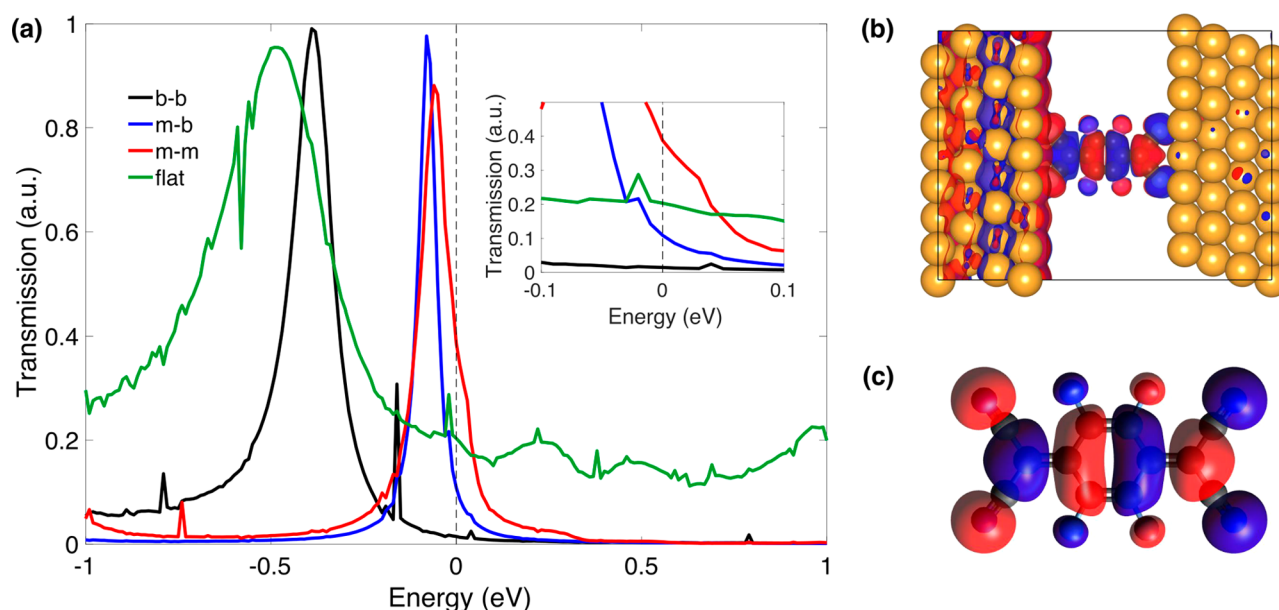 (a)
1
0.8
0.6
0.4
0.2
0
Transmission (a.u.)
b-b
m-b
m-m
flat
0.4
0.3
0.2
0.1
0
Transmission (a.u.)
-0.1
0
0.1
Energy (eV)
-1
-0.5
0
0.5
1
Energy (eV)
(b)
(c)